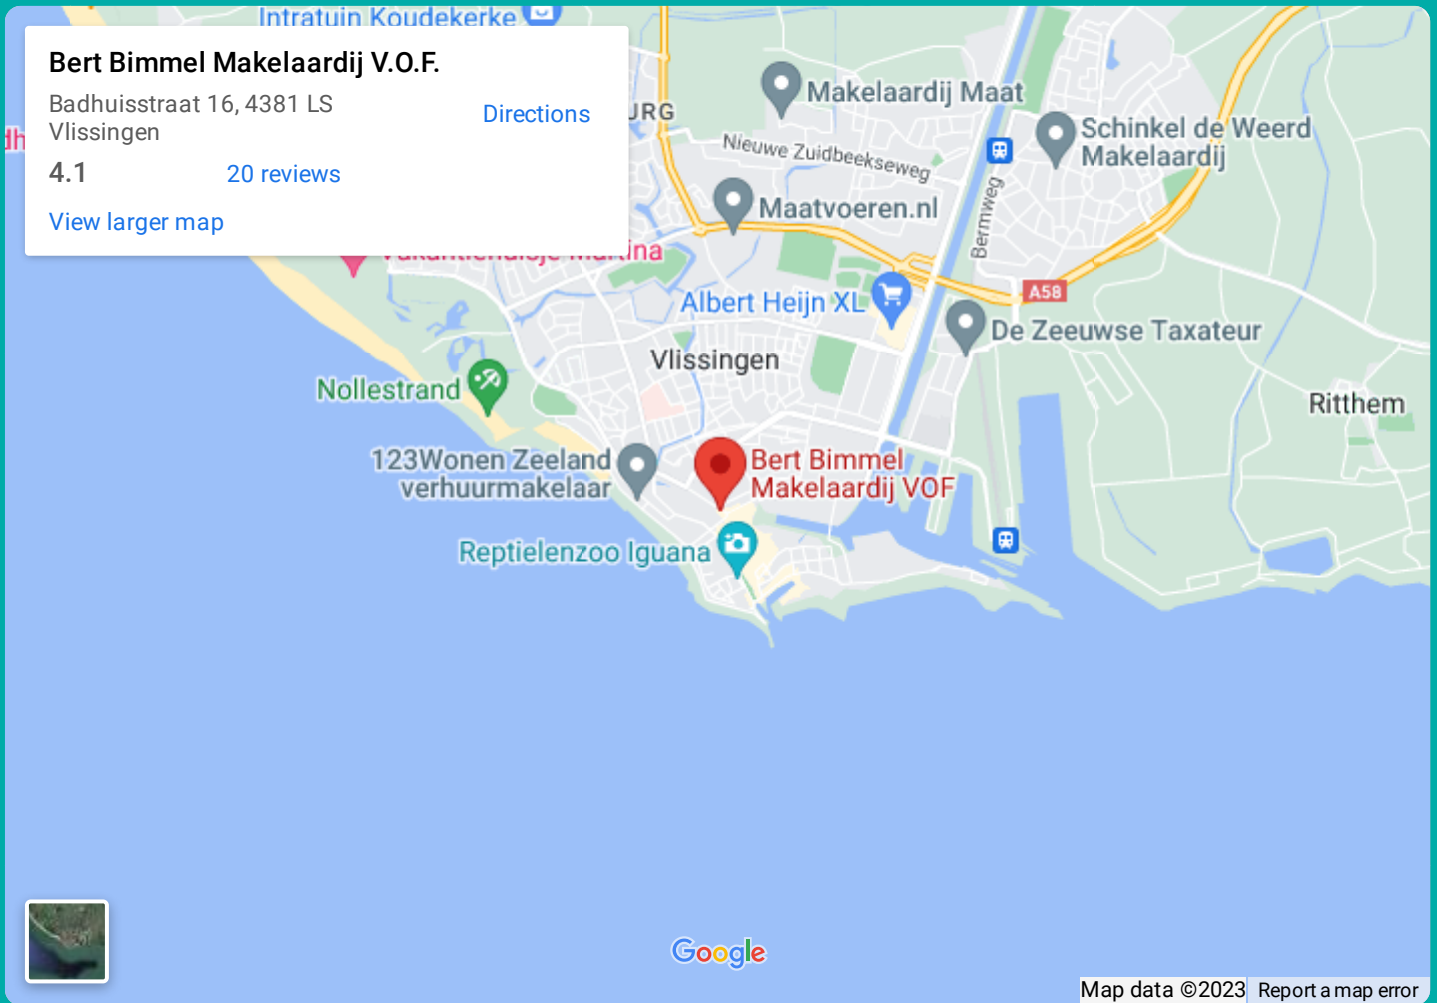 Intratuin Koudekerke
Bert Bimmel Makelaardij V.O.F.
Badhuisstraat 16, 4381 LS
Vlissingen
Directions
4.1
20 reviews
View larger map
Makelaardij Maat
Schinkel de Weerd
Makelaardij
Nieuwe Zuidbeekseweg
Bermweg
Maatvoeren.nl
A58
Albert Heijn XL
De Zeeuwse Taxateur
Vlissingen
Nollestrand
Ritthem
123Wonen Zeeland
verhuurmakelaar
Bert Bimmel
Makelaardij VOF
Reptielenzoo Iguana
Google
Map data ©2023
Report a map error